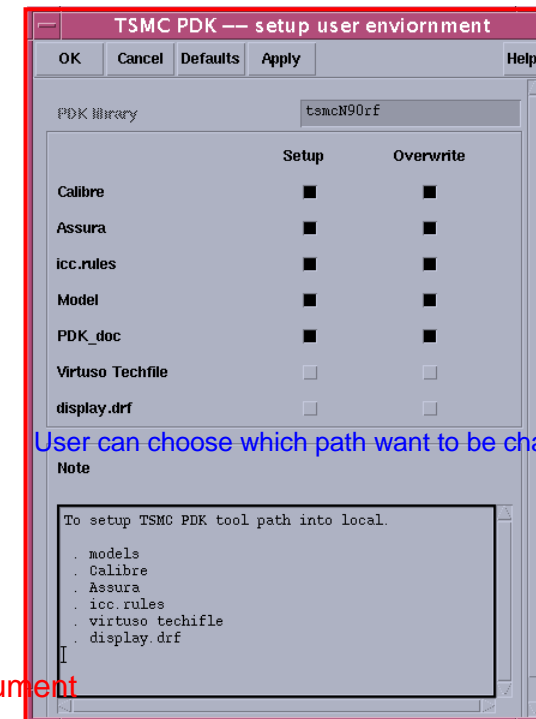 TSMC PDK –– setup user enviornment
OK Cancel Defaults Apply Help
PDK library tsmcN90rf
Setup Overwrite
Calibre
Assura
icc.rules
Model
PDK_doc
Virtuso Techfile
display.drf
User can choose which path want to be cha
Note
To setup TSMC PDK tool path into local.
. models
. Calibre
. Assura
. icc.rules
. virtuso techifle
. display.drf
ument